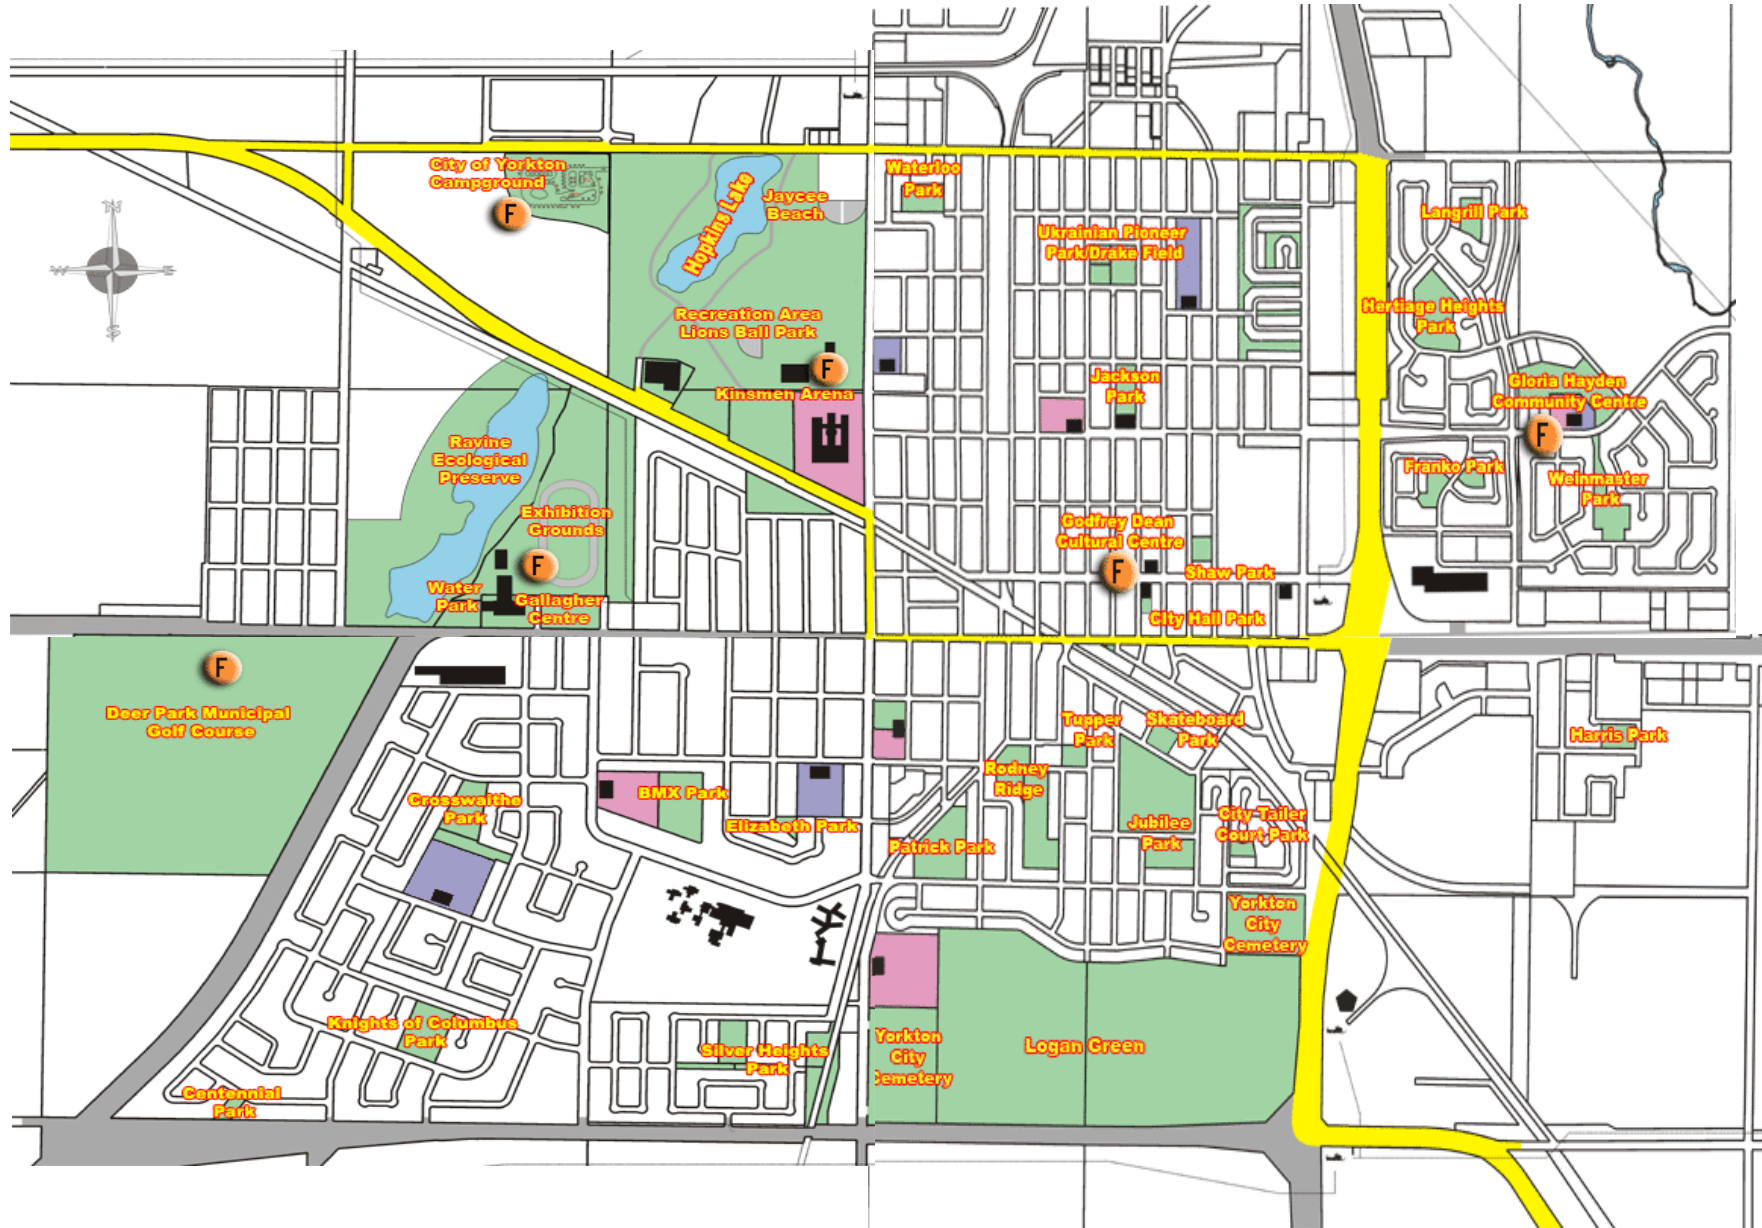 City of Yorkton
Campground
F
Hopkins Lake
Jaycee
Beach
Waterloo
Park
Ukrainian Pioneer
Park/Drake Field
Langrill Park
Hertiage Heights
Park
Recreation Area
Lions Ball Park
F
Kinsmen Arena
Jackson
Park
Gloria Hayden
Community Centre
F
Ravine
Ecological
Preserve
Franko Park
Weinmaster
Park
Exhibition
Grounds
F
Water
Park
Gallagher
Centre
Godfrey Dean
Cultural Centre
F
Shaw Park
City Hall Park
F
Deer Park Municipal
Golf Course
Tupper
Park
Skateboard
Park
Harris Park
Rodney
Ridge
Crosswaithe
Park
BMX Park
Elizabeth Park
Patrick Park
Jubilee
Park
City Tailer
Court Park
Yorkton
City
Cemetery
Knights of Columbus
Park
Silver Heights
Park
Yorkton
City
Cemetery
Logan Green
Centennial
Park